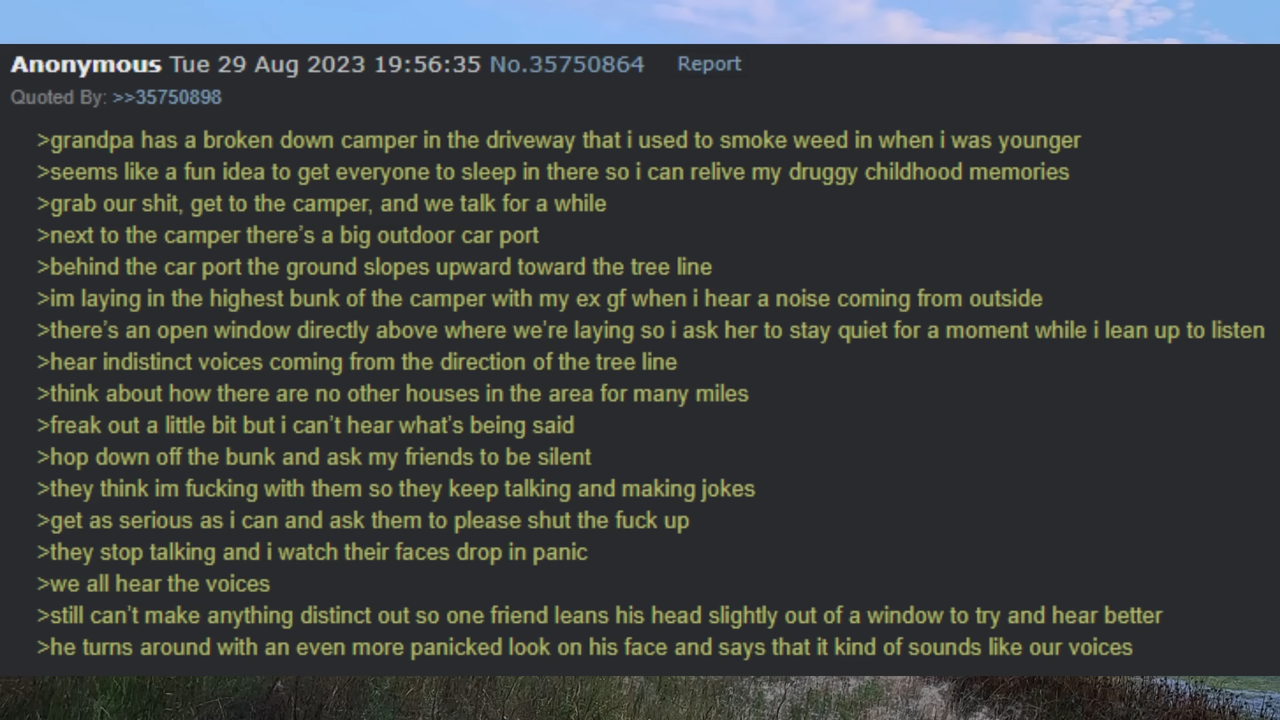 Anonymous Tue 29 Aug 2023 19:56:35 No.35750864 Report
Quoted By: >>35750898
>grandpa has a broken down camper in the driveway that i used to smoke weed in when i was younger
>seems like a fun idea to get everyone to sleep in there so i can relive my druggy childhood memories
>grab our shit, get to the camper, and we talk for a while
>next to the camper there’s a big outdoor car port
>behind the car port the ground slopes upward toward the tree line
>im laying in the highest bunk of the camper with my ex gf when i hear a noise coming from outside
>there’s an open window directly above where we’re laying so i ask her to stay quiet for a moment while i lean up to listen
>hear indistinct voices coming from the direction of the tree line
>think about how there are no other houses in the area for many miles
>freak out a little bit but i can’t hear what’s being said
>hop down off the bunk and ask my friends to be silent
>they think im fucking with them so they keep talking and making jokes
>get as serious as i can and ask them to please shut the fuck up
>they stop talking and i watch their faces drop in panic
>we all hear the voices
>still can’t make anything distinct out so one friend leans his head slightly out of a window to try and hear better
>he turns around with an even more panicked look on his face and says that it kind of sounds like our voices